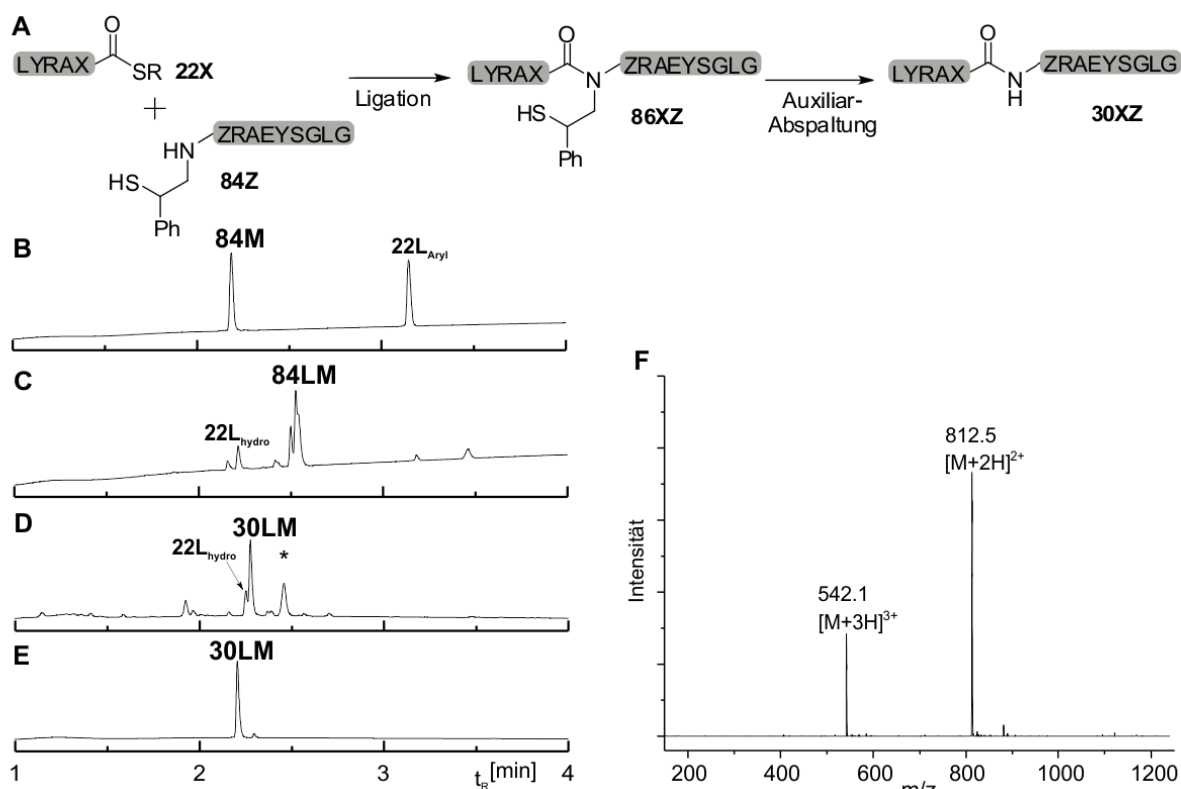 A
LYRAX
O
SR 22X
+
HN
ZRAEYSGLG
84Z
HS
Ph
Ligation
LYRAX
O
N
ZRAEYSGLG
HS
Ph
86XZ
Auxiliar-
Abspaltung
LYRAX
O
N
H
ZRAEYSGLG
30XZ
B
84M
22LAryl
C
84LM
22Lhydro
D
30LM
22Lhydro
*
E
30LM
1 2 3 4
tR[min]
F
Intensität
812.5
[M+2H]2+
542.1
[M+3H]3+
200 400 600 800 1000 1200
m/z